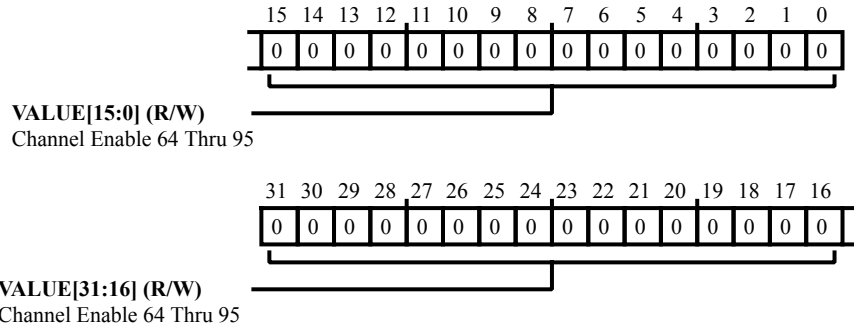 15 14 13 12 11 10 9 8 7 6 5 4 3 2 1 0
0 0 0 0 0 0 0 0 0 0 0 0 0 0 0 0
VALUE[15:0] (R/W)
Channel Enable 64 Thru 95
31 30 29 28 27 26 25 24 23 22 21 20 19 18 17 16
0 0 0 0 0 0 0 0 0 0 0 0 0 0 0 0
VALUE[31:16] (R/W)
Channel Enable 64 Thru 95